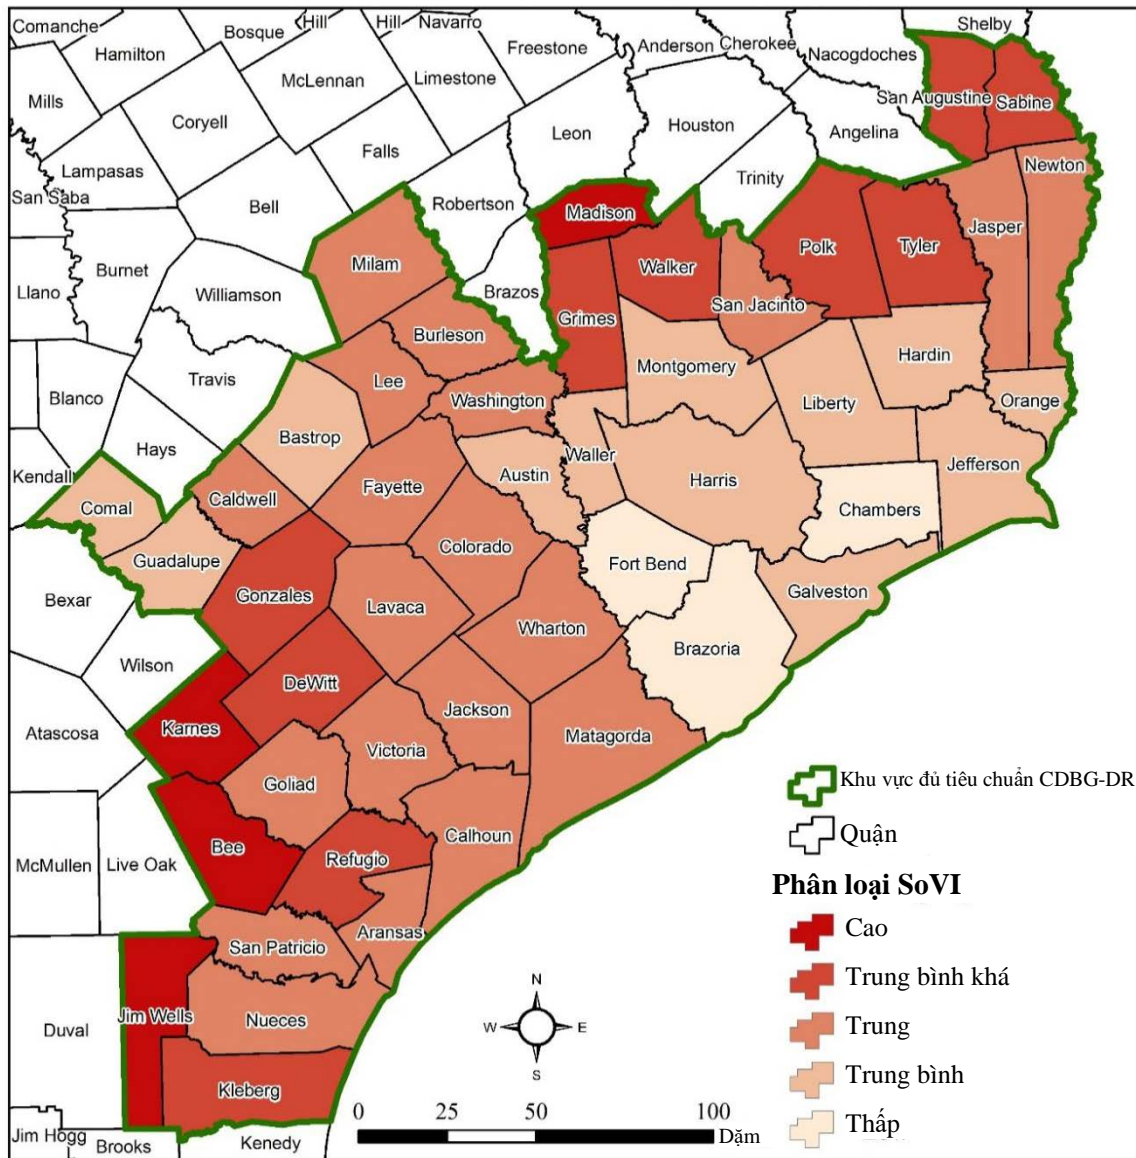 Comanche
Hamilton
Bosque
Hill
Hill
Navarro
Freestone
Anderson
Cherokee
Nacogdoches
Shelby
Mills
Coryell
McLennan
Limestone
Leon
Houston
Angelina
San Augustine
Sabine
Lampasas
Falls
San Saba
Bell
Robertson
Trinity
Newton
Madison
Burnet
Milam
Walker
Polk
Tyler
Jasper
Llano
Williamson
Brazos
Grimes
San Jacinto
Burleson
Travis
Lee
Montgomery
Hardin
Blanco
Washington
Liberty
Orange
Hays
Bastrop
Waller
Kendall
Austin
Harris
Jefferson
Comal
Caldwell
Fayette
Chambers
Guadalupe
Colorado
Fort Bend
Bexar
Gonzales
Lavaca
Wharton
Galveston
Brazoria
Wilson
DeWitt
Karnes
Jackson
Matagorda
Atascosa
Victoria
Goliad
Calhoun
Bee
Refugio
McMullen
Live Oak
Aransas
San Patricio
Jim Wells
Nueces
Duval
Kleberg
Jim Hogg
Brooks
Kenedy
Khu vực đủ tiêu chuẩn CDBG-DR
Quận
Phân loại SoVI
Cao
Trung bình khá
Trung
Trung bình
Thấp
N
W E
S
0 25 50 100
Dặm